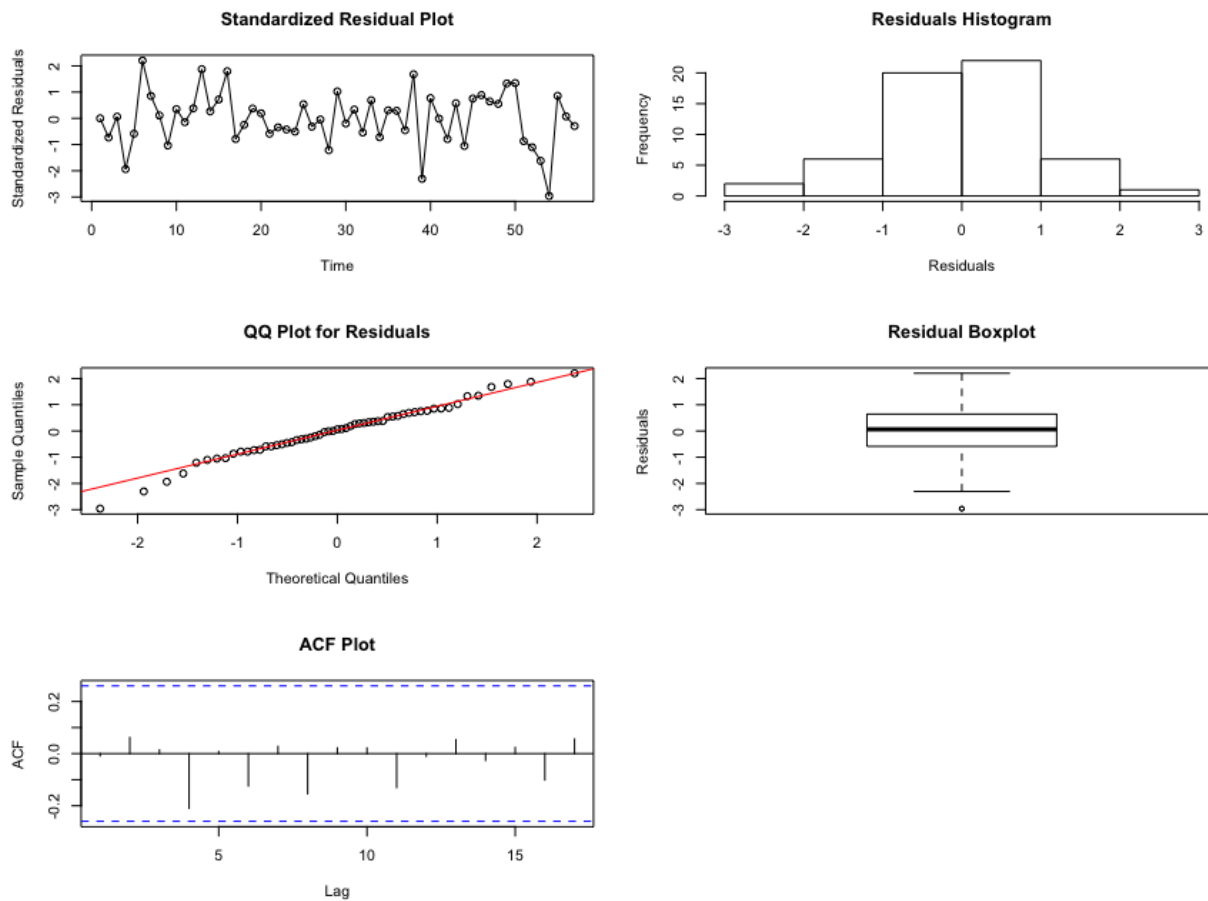 Standardized Residual Plot
Standardized Residuals
2
1
0
-1
-2
-3
0 10 20 30 40 50
Time
Residuals Histogram
Frequency
20
15
10
5
0
-3 -2 -1 0 1 2 3
Residuals
QQ Plot for Residuals
Sample Quantiles
2
1
0
-1
-2
-3
-2 -1 0 1 2
Theoretical Quantiles
Residual Boxplot
Residuals
2
1
0
-1
-2
-3
ACF Plot
ACF
0.2
0.0
-0.2
5 10 15
Lag